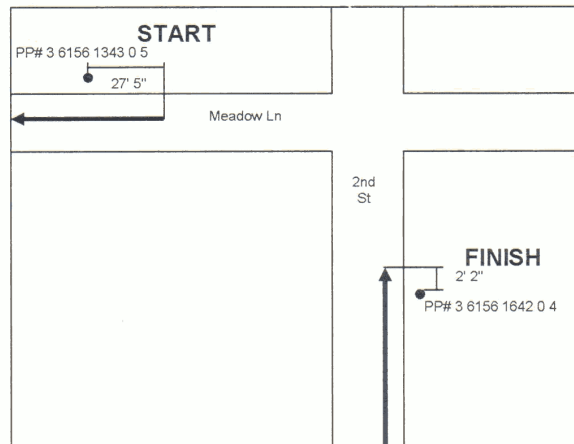 START
PP# 3 6156 1343 0 5
27' 5"
Meadow Ln
2nd
St
FINISH
2' 2"
PP# 3 6156 1642 0 4